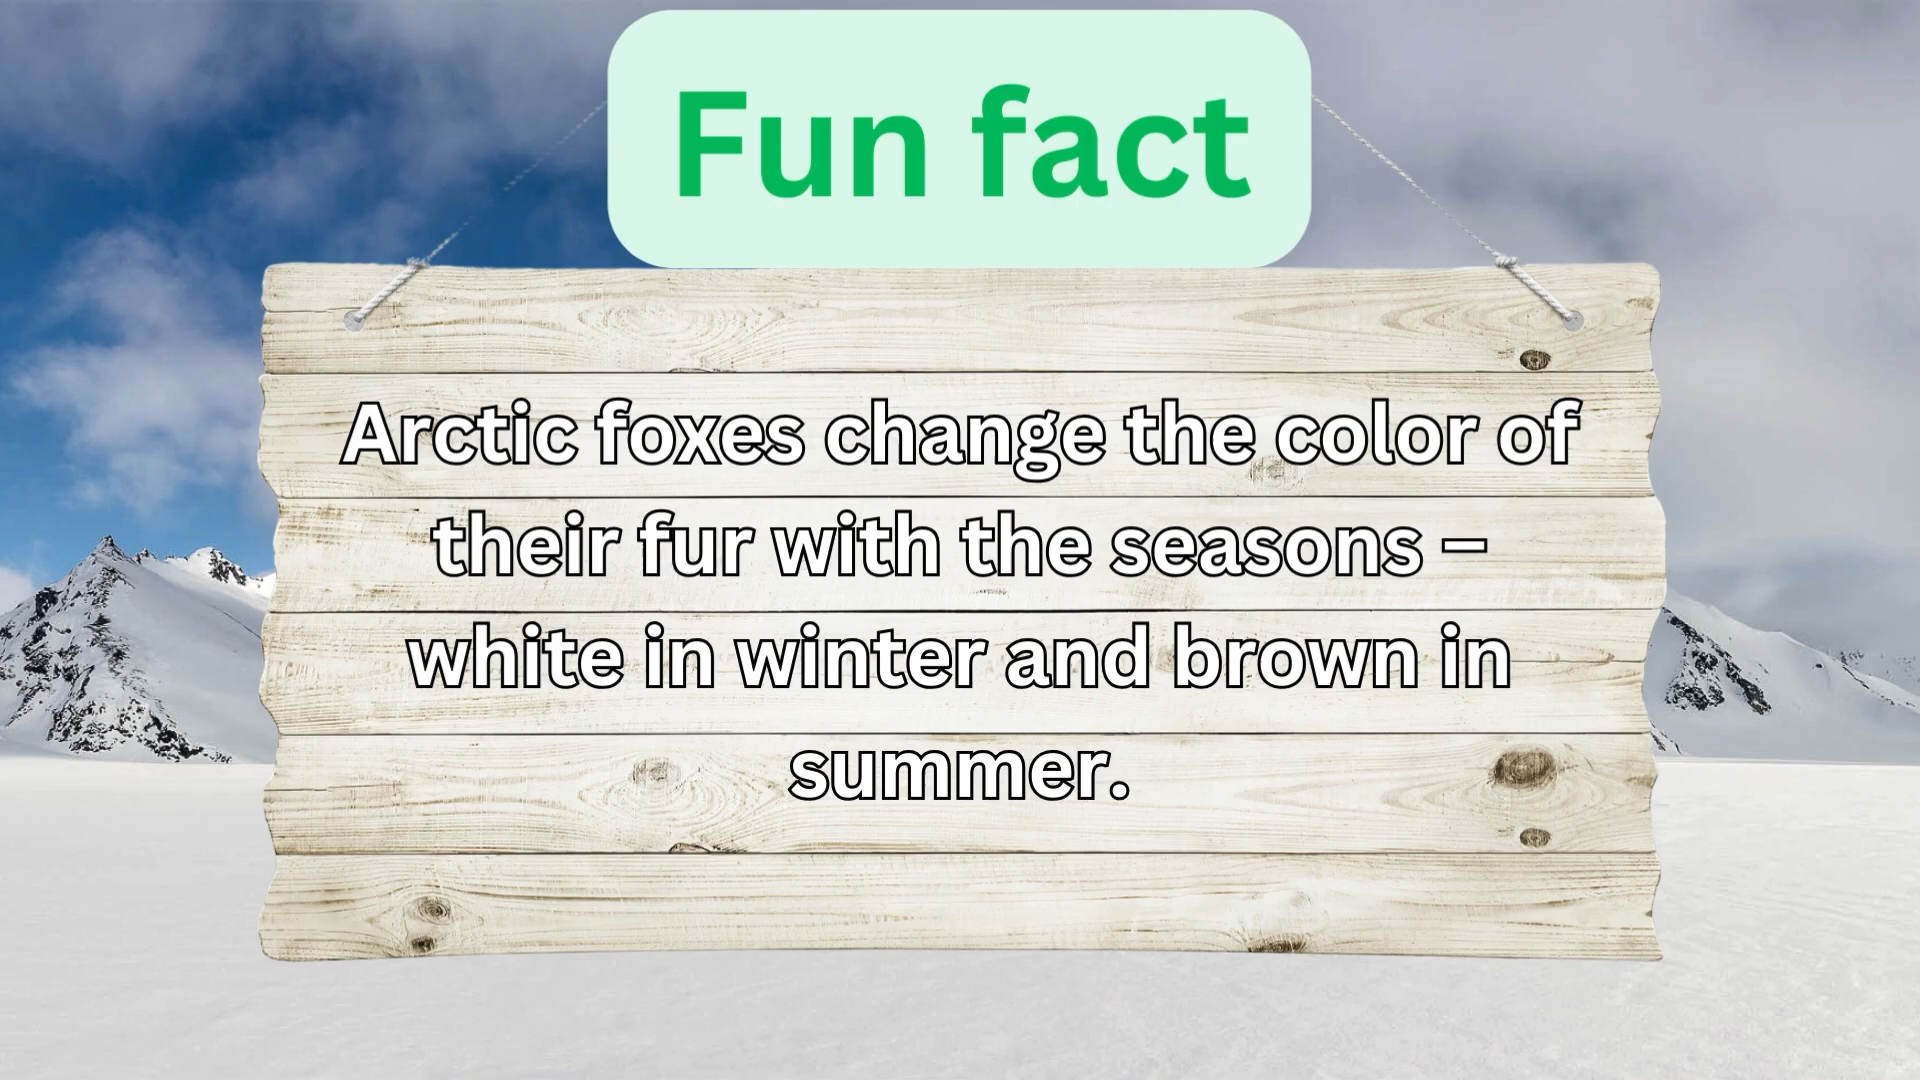 Fun fact
Arctic foxes change the color of
their fur with the seasons –
white in winter and brown in
summer.